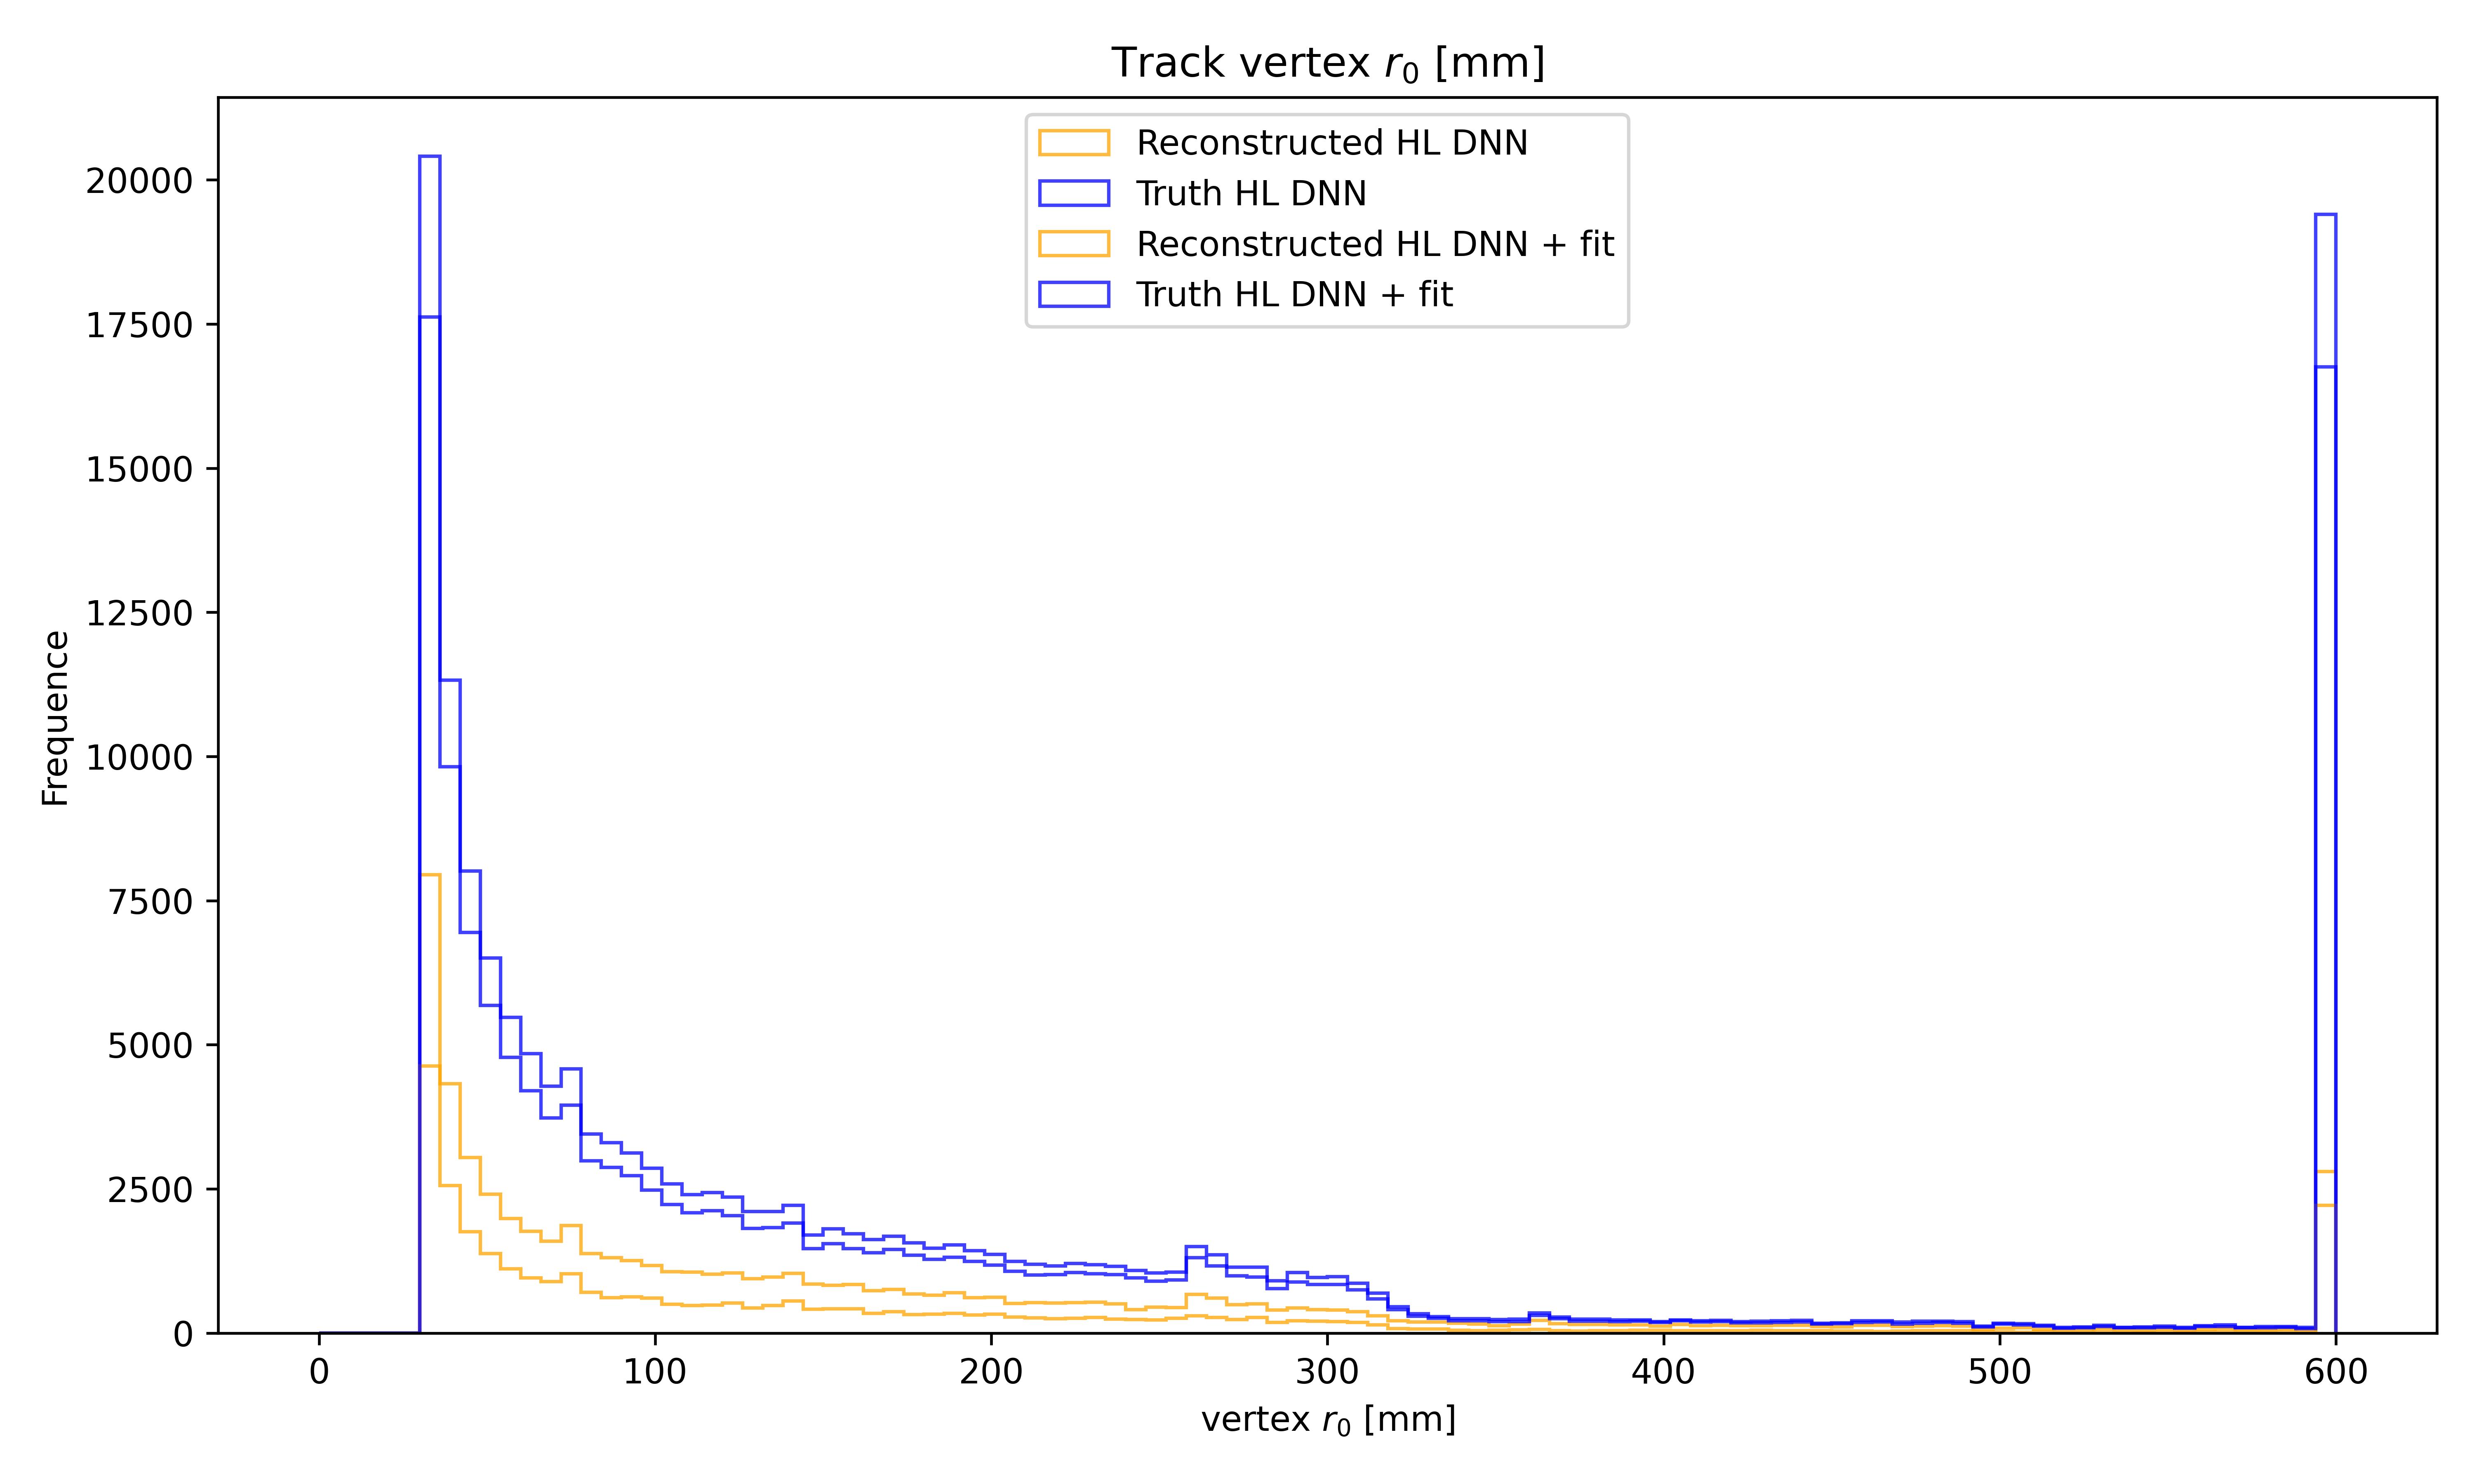 Track vertex r₀ [mm]
Reconstructed HL DNN
Truth HL DNN
Reconstructed HL DNN + fit
Truth HL DNN + fit
Frequence
20000
17500
15000
12500
10000
7500
5000
2500
0
0 100 200 300 400 500 600
vertex r₀ [mm]